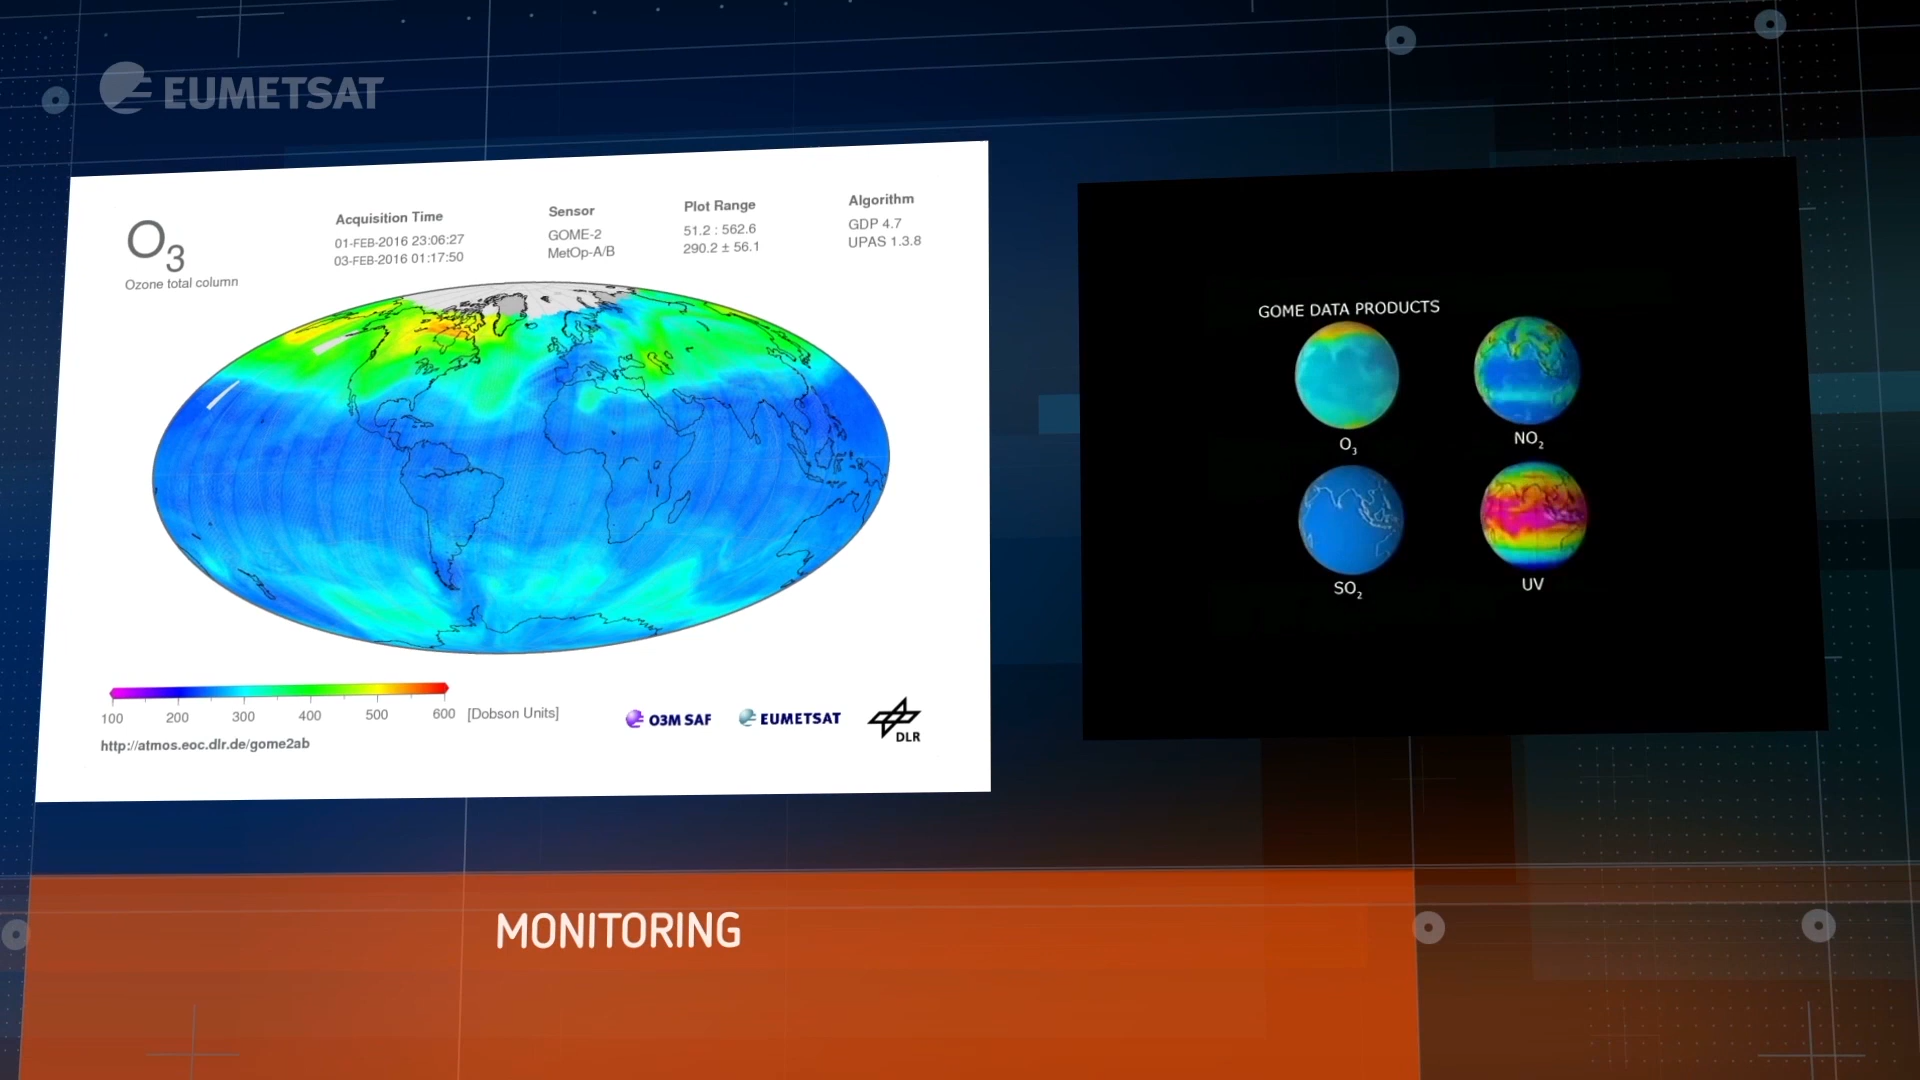 EUMETSAT
O₃
Ozone total column
Acquisition Time
01-FEB-2016 23:06:27
03-FEB-2016 01:17:50
Sensor
GOME-2
MetOp-A/B
Plot Range
51.2 : 562.6
290.2 ± 56.1
Algorithm
GDP 4.7
UPAS 1.3.8
100 200 300 400 500 600 [Dobson Units]
http://atmos.eoc.dlr.de/gome2ab
O3M SAF
EUMETSAT
DLR
GOME DATA PRODUCTS
O₃
NO₂
SO₂
UV
MONITORING